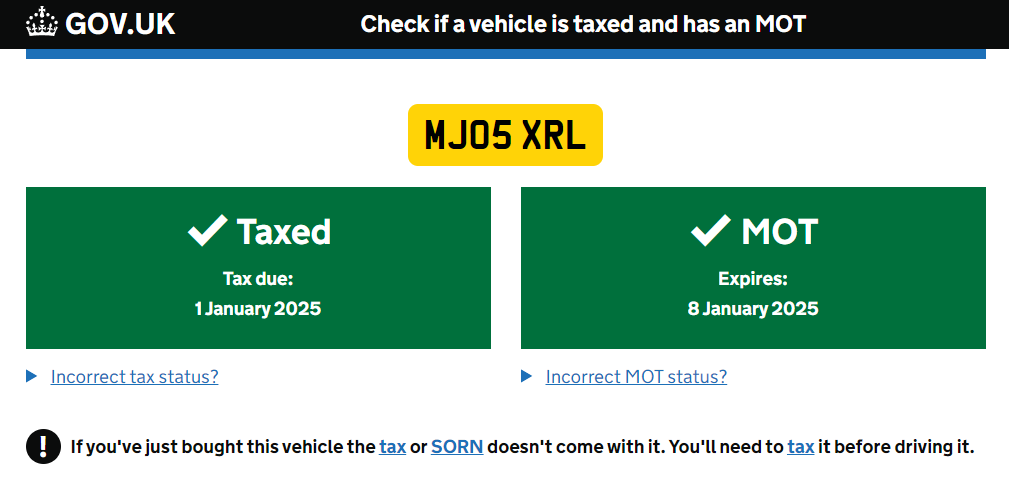 GOV.UK
Check if a vehicle is taxed and has an MOT
MJ05 XRL
Taxed
Tax due:
1 January 2025
MOT
Expires:
8 January 2025
Incorrect tax status?
Incorrect MOT status?
If you've just bought this vehicle the tax or SORN doesn't come with it. You'll need to tax it before driving it.